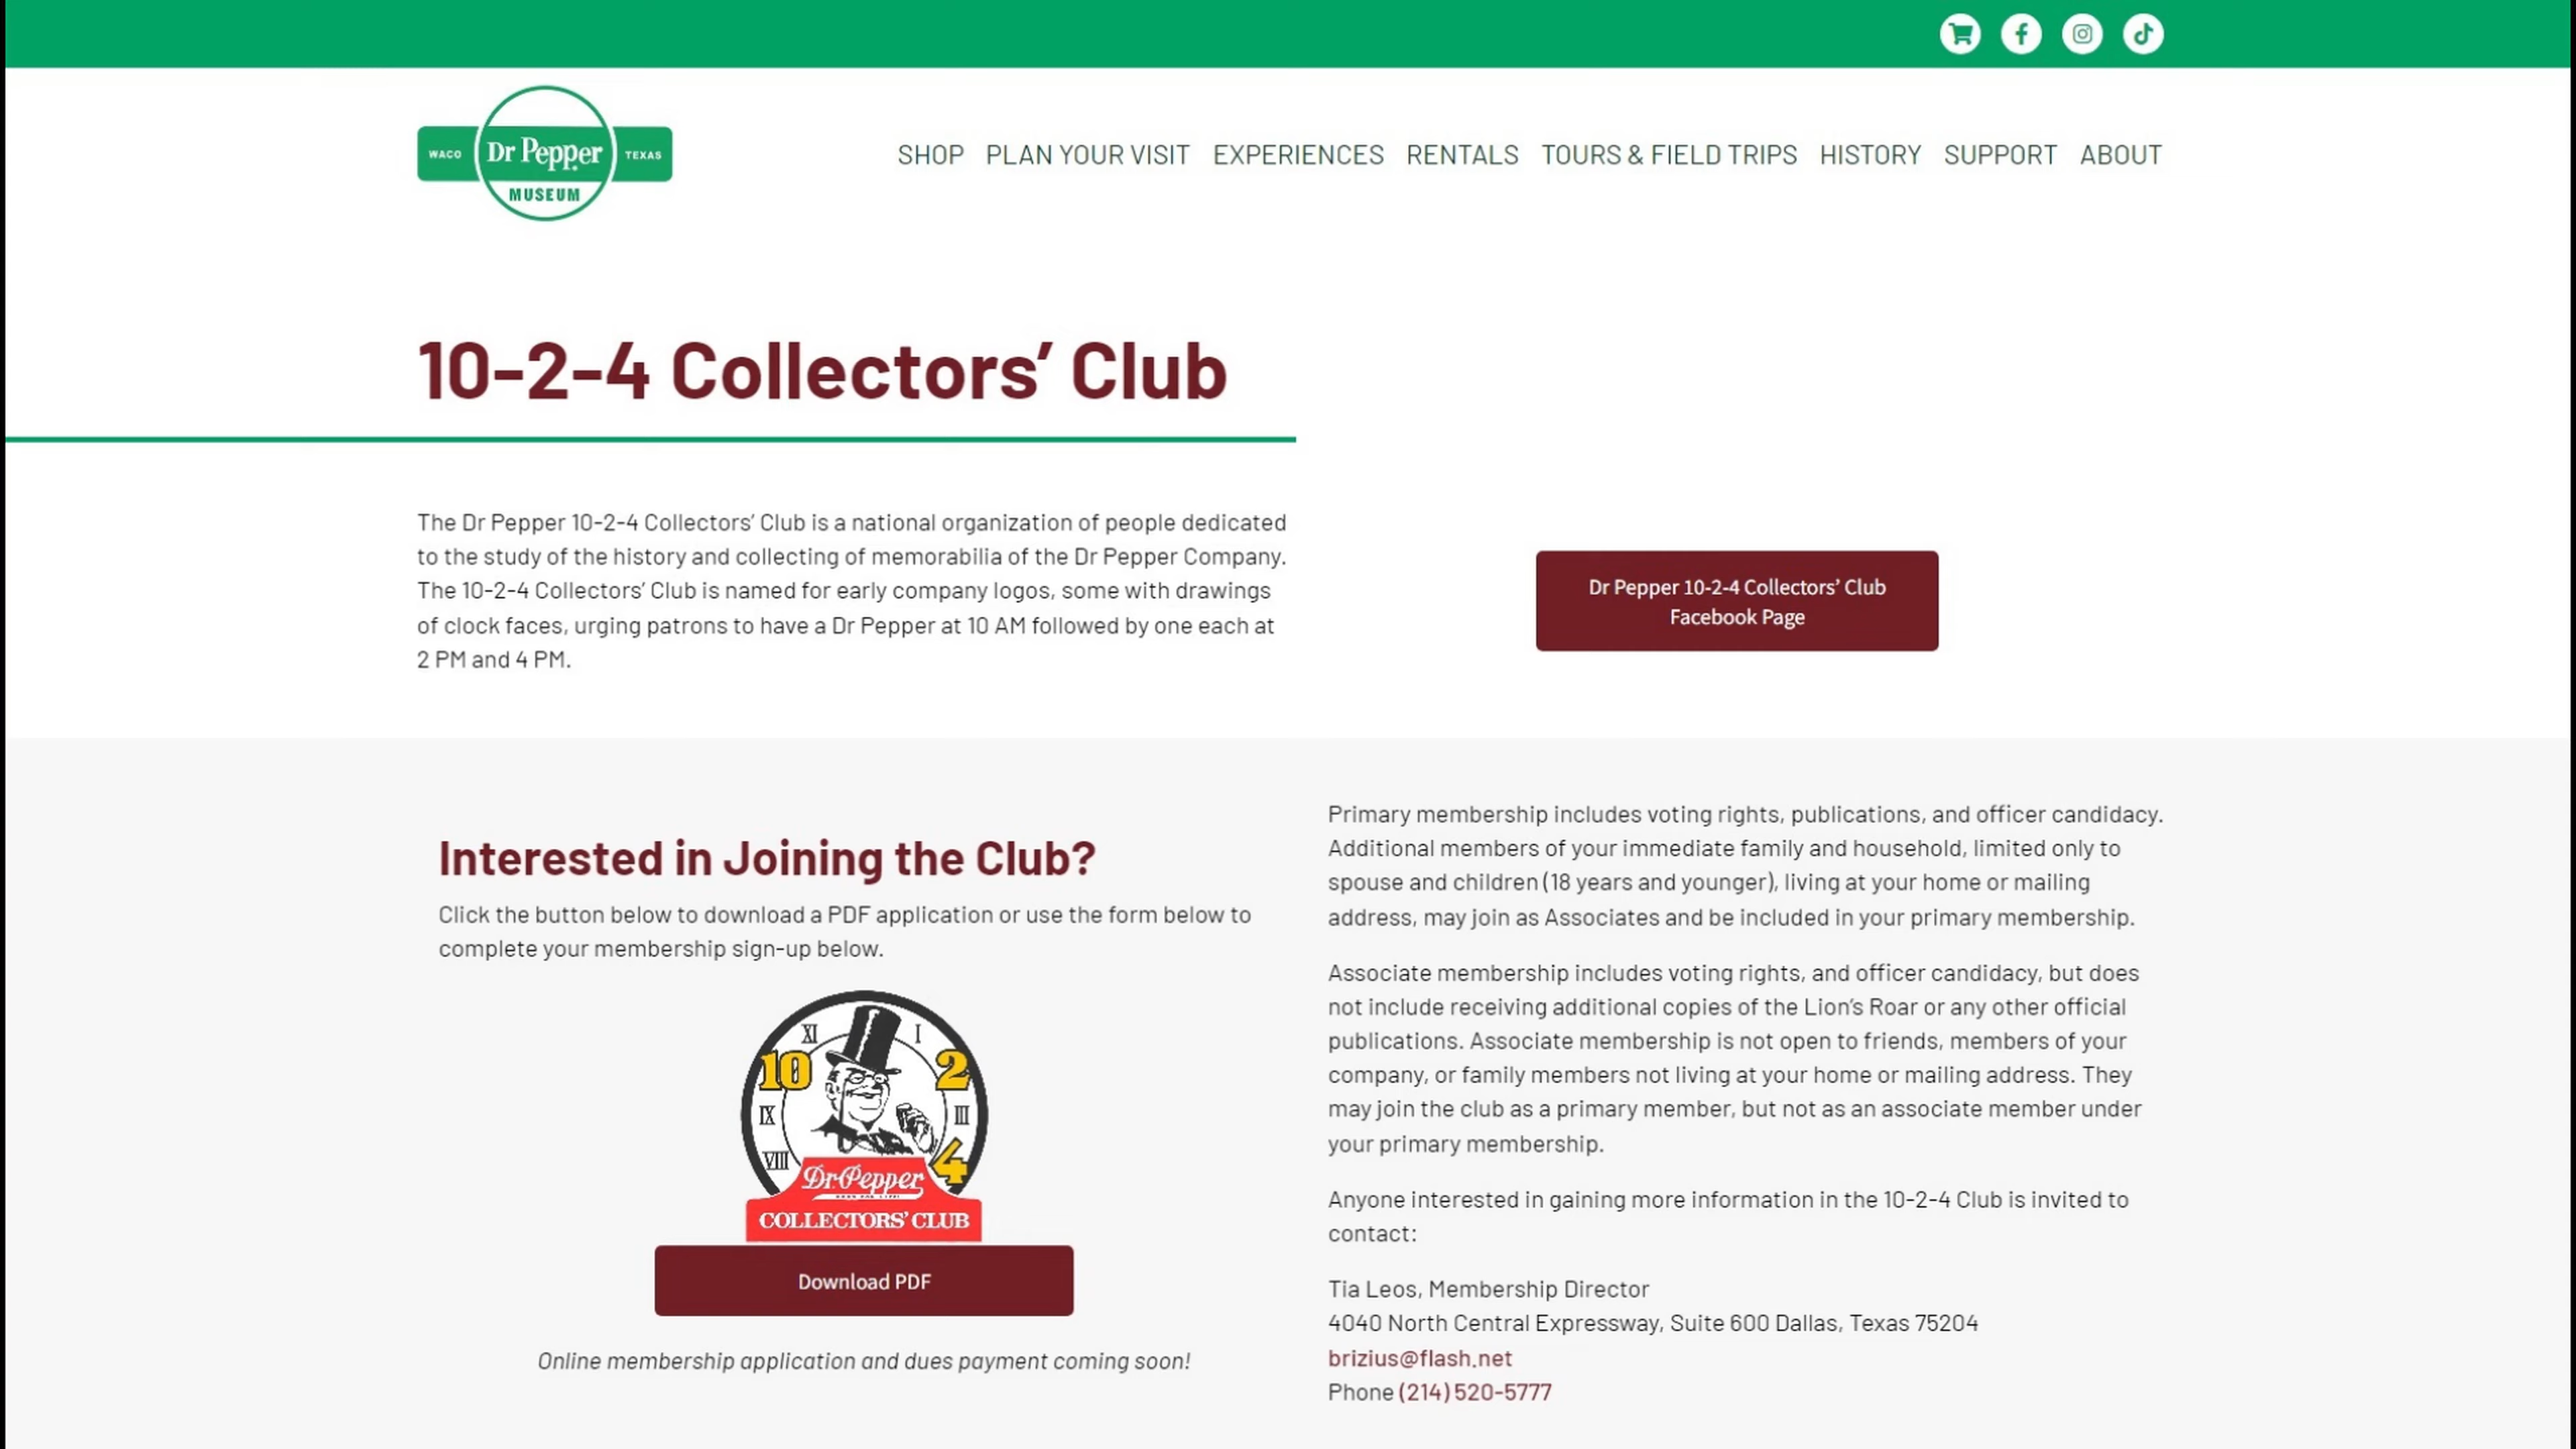 WACO Dr Pepper TEXAS
MUSEUM
SHOP PLAN YOUR VISIT EXPERIENCES RENTALS TOURS & FIELD TRIPS HISTORY SUPPORT ABOUT
10-2-4 Collectors’ Club
The Dr Pepper 10-2-4 Collectors’ Club is a national organization of people dedicated
to the study of the history and collecting of memorabilia of the Dr Pepper Company.
The 10-2-4 Collectors’ Club is named for early company logos, some with drawings
of clock faces, urging patrons to have a Dr Pepper at 10 AM followed by one each at
2 PM and 4 PM.
Dr Pepper 10-2-4 Collectors’ Club
Facebook Page
Interested in Joining the Club?
Click the button below to download a PDF application or use the form below to
complete your membership sign-up below.
XI I
10 2
IX III
VIII 4
Dr. Pepper
COLLECTORS’ CLUB
Download PDF
Online membership application and dues payment coming soon!
Primary membership includes voting rights, publications, and officer candidacy.
Additional members of your immediate family and household, limited only to
spouse and children (18 years and younger), living at your home or mailing
address, may join as Associates and be included in your primary membership.
Associate membership includes voting rights, and officer candidacy, but does
not include receiving additional copies of the Lion’s Roar or any other official
publications. Associate membership is not open to friends, members of your
company, or family members not living at your home or mailing address. They
may join the club as a primary member, but not as an associate member under
your primary membership.
Anyone interested in gaining more information in the 10-2-4 Club is invited to
contact:
Tia Leos, Membership Director
4040 North Central Expressway, Suite 600 Dallas, Texas 75204
brizius@flash.net
Phone (214) 520-5777